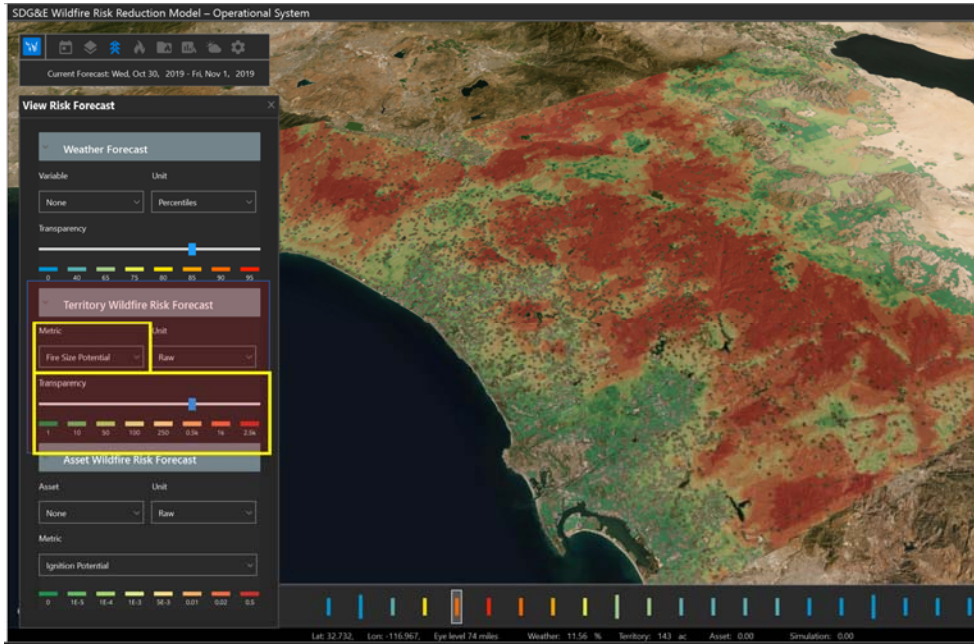 SDG&E Wildfire Risk Reduction Model – Operational System
Current Forecast: Wed, Oct 30, 2019 - Fri, Nov 1, 2019
View Risk Forecast
Weather Forecast
Variable Unit
None Percentiles
Transparency
0 40 65 75 80 85 90 95
Territory Wildfire Risk Forecast
Metric Unit
Fire Size Potential Raw
Transparency
1 10 50 100 250 0.5k 1k 2.5k
Asset Wildfire Risk Forecast
Asset Unit
None Raw
Metric
Ignition Potential
0 1E-5 1E-4 1E-3 5E-3 0.01 0.02 0.5
Lat: 32.732, Lon: -116.967, Eye level 74 miles Weather: 11.56 % Territory: 143 ac Asset: 0.00 Simulation: 0.00